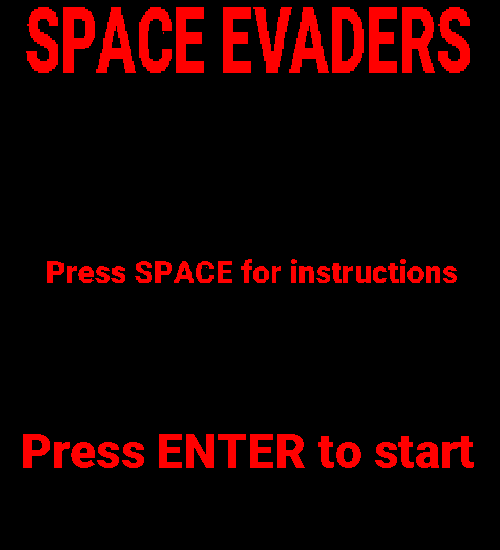 SPACE EVADERS
Press SPACE for instructions
Press ENTER to start